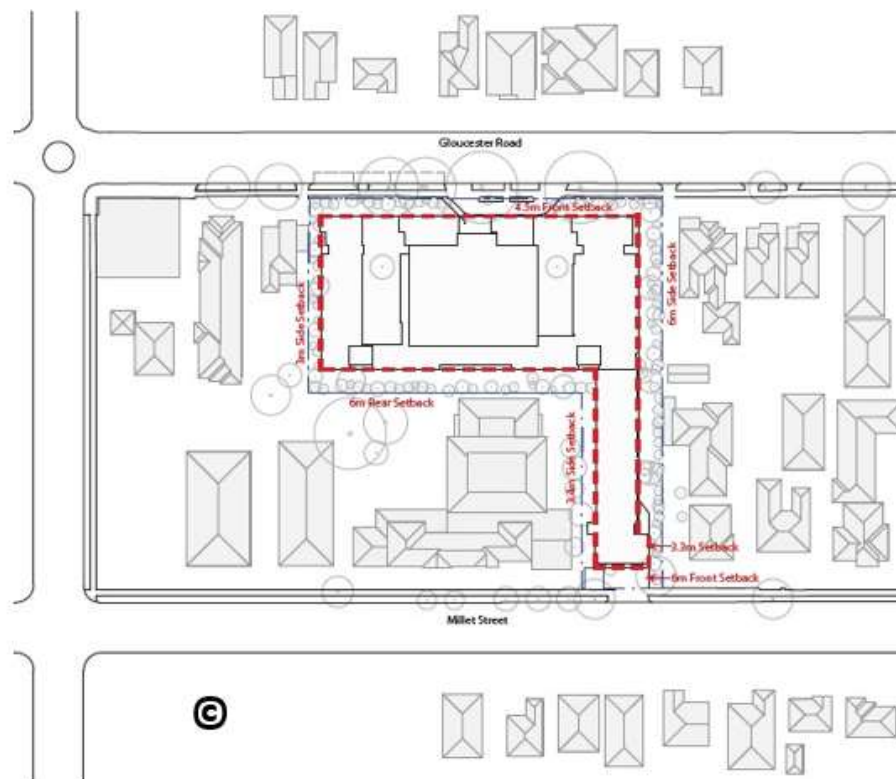 Gloucester Road
4.5m Front Setback
3m Side Setback
6m Side Setback
6m Rear Setback
3.4m Side Setback
3.3m Setback
6m Front Setback
Millet Street
©